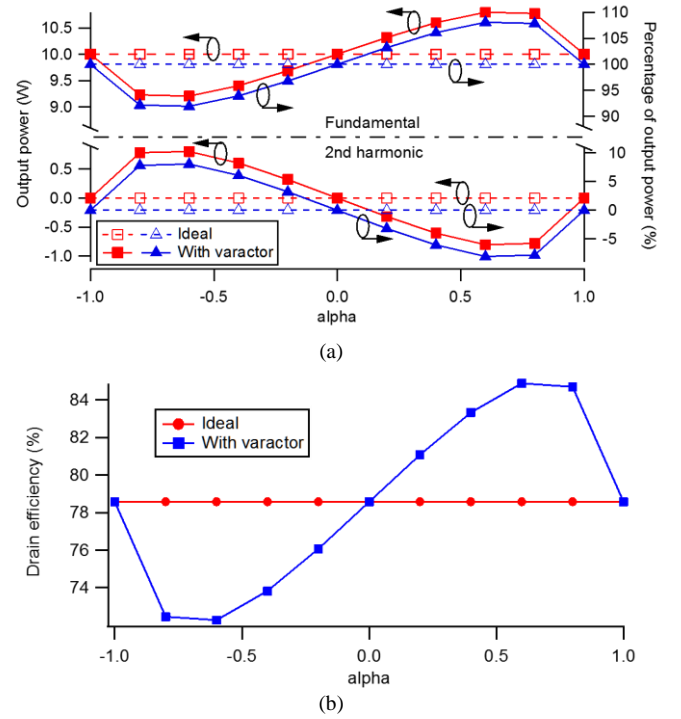 10.5
10.0
9.5
9.0
0.5
0.0
-0.5
-1.0
Output power (W)
110
105
100
95
90
10
5
0
-5
Percentage of output power (%)
Fundamental
2nd harmonic
Ideal
With varactor
-1.0 -0.5 0.0 0.5 1.0
alpha
(a)
84
82
80
78
76
74
Drain efficiency (%)
Ideal
With varactor
-1.0 -0.5 0.0 0.5 1.0
alpha
(b)